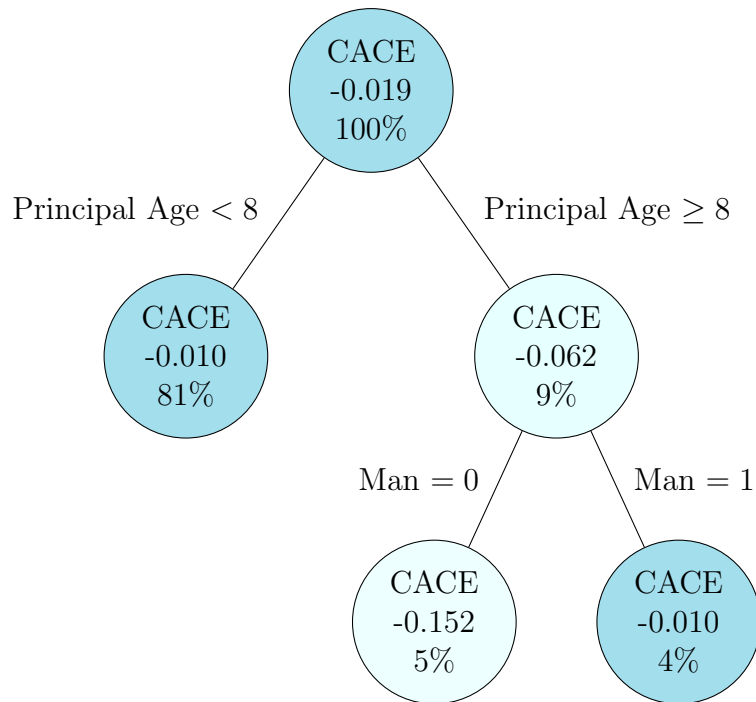 CACE
-0.019
100%
Principal Age < 8
Principal Age ≥ 8
CACE
-0.010
81%
CACE
-0.062
9%
Man = 0
Man = 1
CACE
-0.152
5%
CACE
-0.010
4%